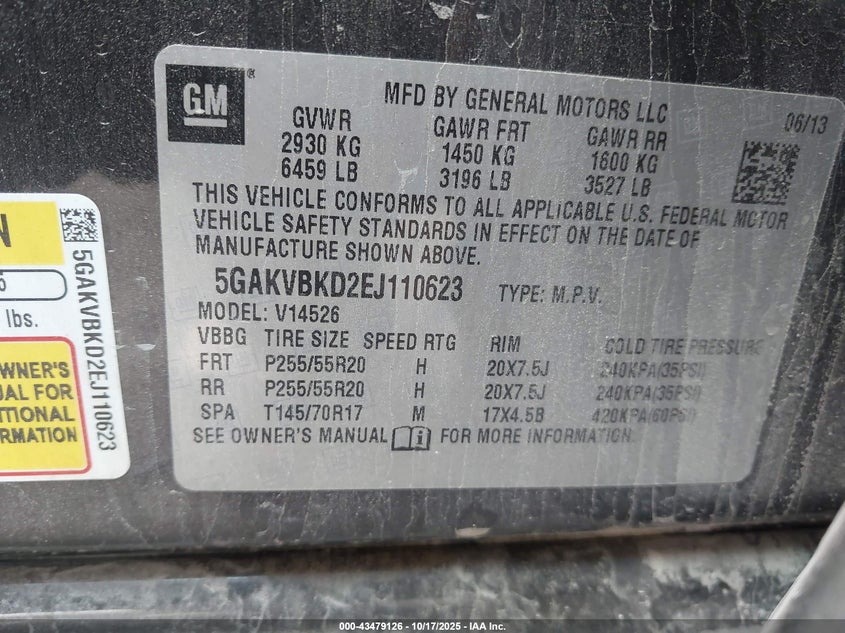 GM
®
MFD BY GENERAL MOTORS LLC
06/13
GVWR GAWR FRT GAWR RR
2930 KG 1450 KG 1600 KG
6459 LB 3196 LB 3527 LB
THIS VEHICLE CONFORMS TO ALL APPLICABLE U.S. FEDERAL MOTOR
VEHICLE SAFETY STANDARDS IN EFFECT ON THE DATE OF
MANUFACTURE SHOWN ABOVE.
5GAKVBKD2EJ110623 TYPE: M.P.V.
MODEL: V14526
VBBG TIRE SIZE SPEED RTG RIM COLD TIRE PRESSURE
FRT P255/55R20 H 20X7.5J 240KPA(35PSI)
RR P255/55R20 H 20X7.5J 240KPA(35PSI)
SPA T145/70R17 M 17X4.5B 420KPA(60PSI)
SEE OWNER'S MANUAL FOR MORE INFORMATION.
N
lbs.
OWNER'S
UAL FOR
ITIONAL
RMATION
5GAKVBKD2EJ110623
000-43479126 - 10/17/2025 - IAA Inc.